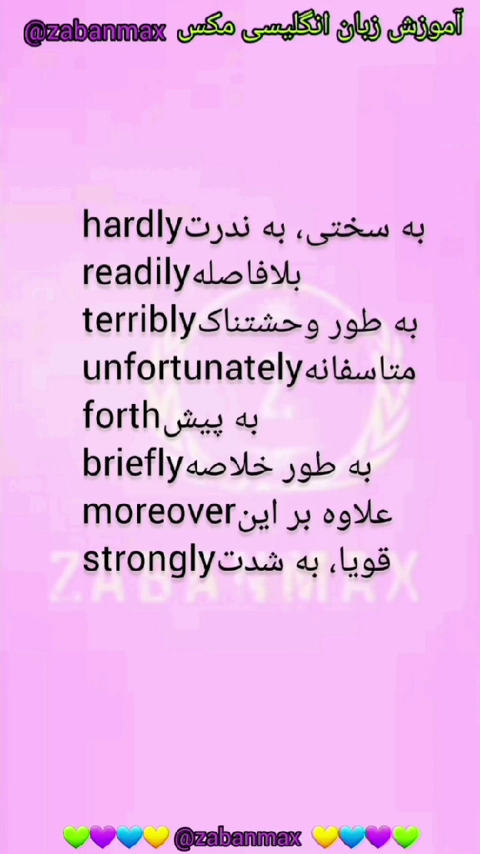 @zabanmax آموزش زبان انگلیسی مکس
hardlyبه سختی، به ندرت
readilyبلافاصله
terriblyبه طور وحشتناک
unfortunatelyمتاسفانه
forthبه پیش
brieflyبه طور خلاصه
moreoverعلاوه بر این
stronglyقویا، به شدت
ZABANMAX
💚💜💙💛@zabanmax💛💙💜💚